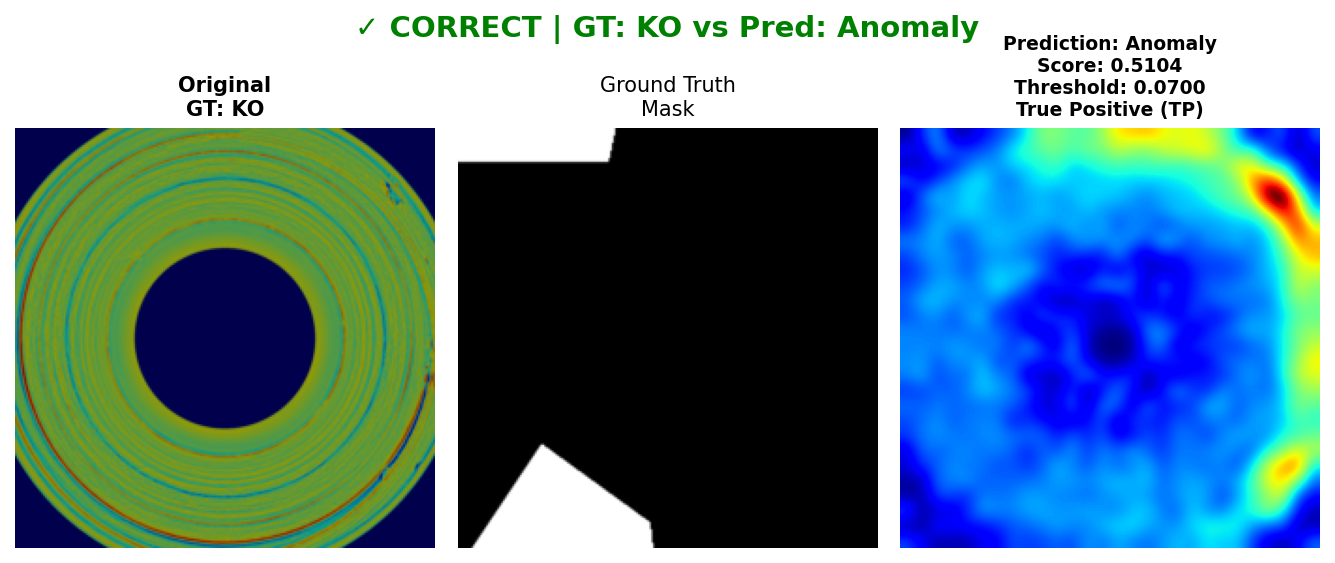 ✓ CORRECT | GT: KO vs Pred: Anomaly
Original
GT: KO
Ground Truth
Mask
Prediction: Anomaly
Score: 0.5104
Threshold: 0.0700
True Positive (TP)